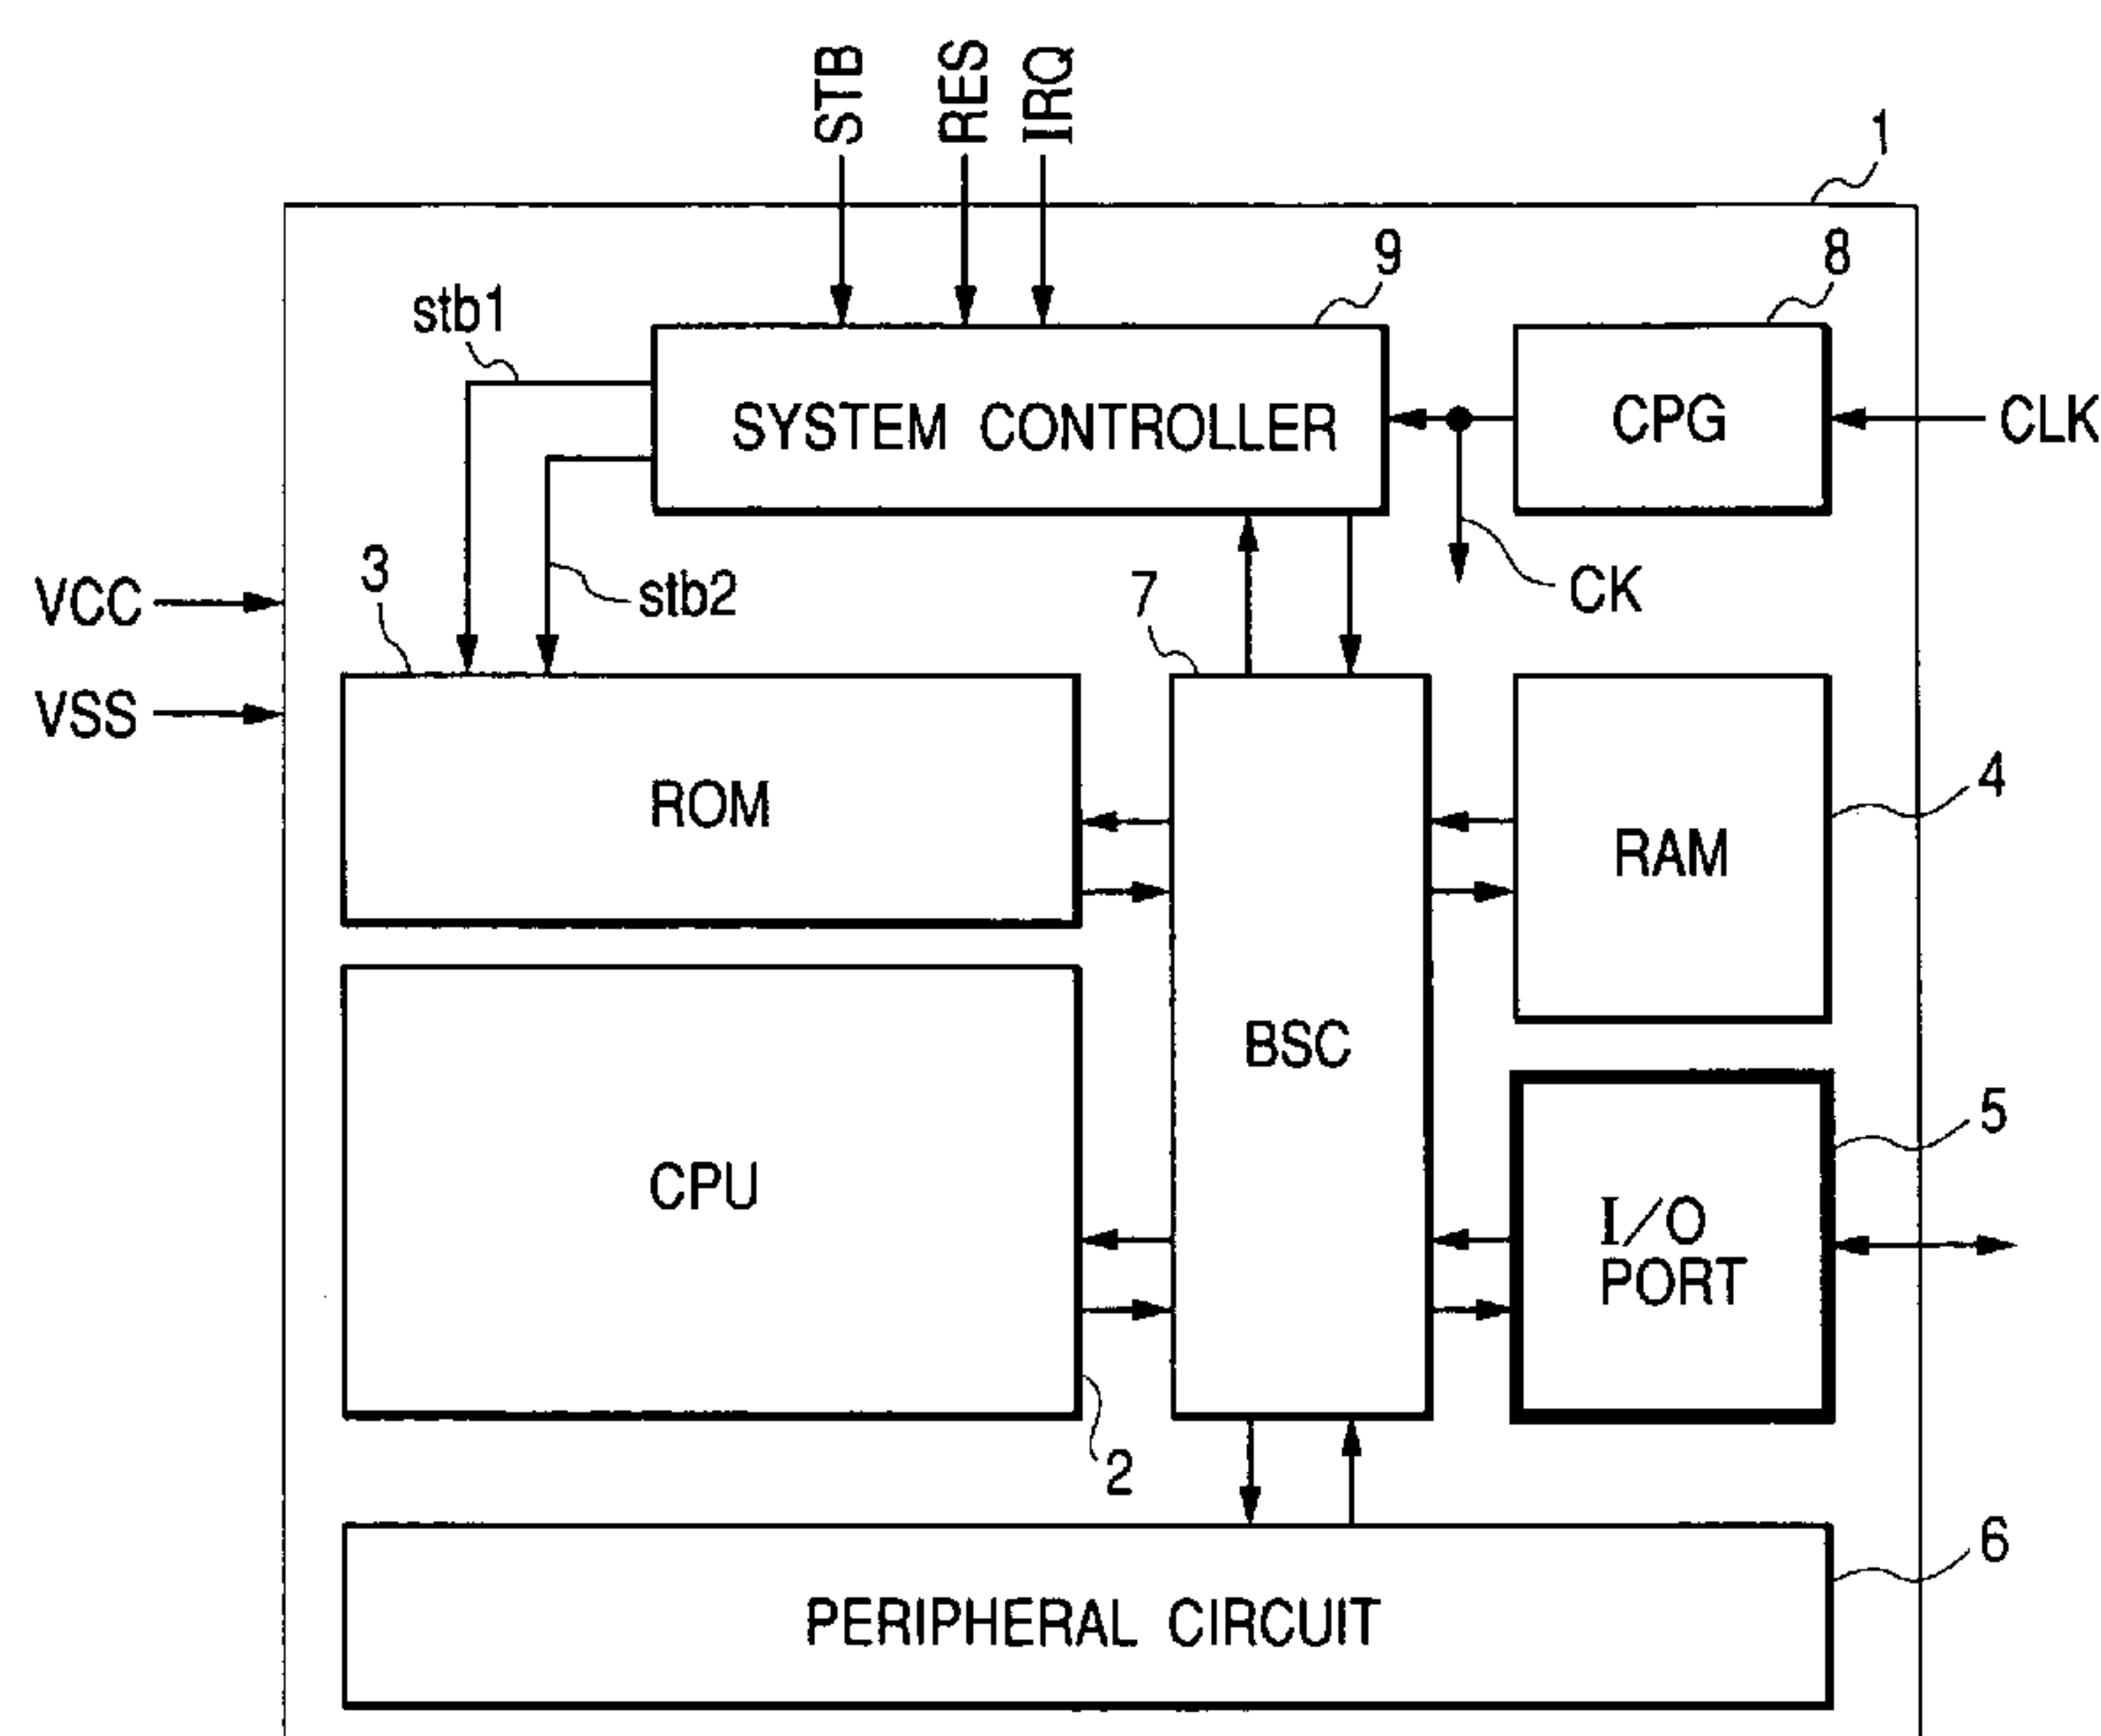 STB
RES
IRQ
1
9
8
stb1
SYSTEM CONTROLLER
CPG
CLK
3
stb2
7
CK
VCC
VSS
ROM
4
RAM
BSC
5
CPU
I/O
PORT
2
6
PERIPHERAL CIRCUIT